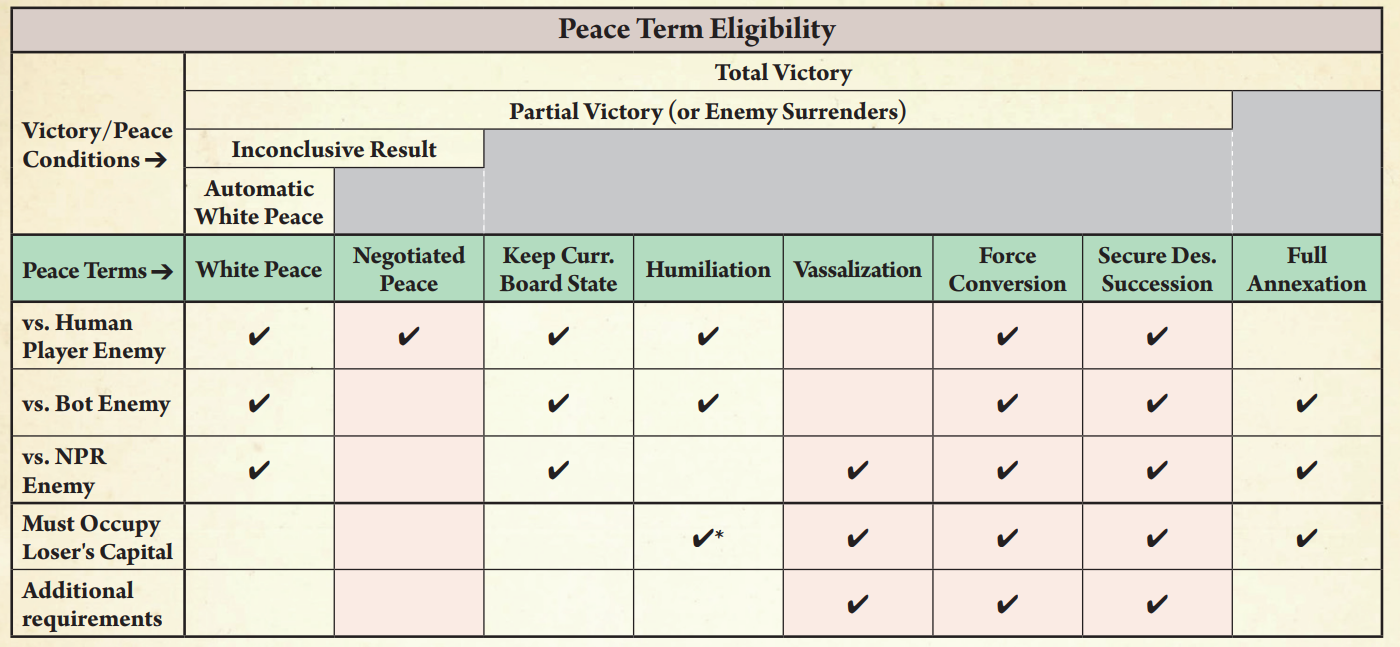 Peace Term Eligibility
Victory/Peace
Conditions ➔
Total Victory
Partial Victory (or Enemy Surrenders)
Inconclusive Result
Automatic
White Peace
Peace Terms ➔
White Peace
Negotiated
Peace
Keep Curr.
Board State
Humiliation
Vassalization
Force
Conversion
Secure Des.
Succession
Full
Annexation
vs. Human
Player Enemy
✔ ✔ ✔ ✔ ✔ ✔
vs. Bot Enemy
✔ ✔ ✔ ✔ ✔ ✔
vs. NPR
Enemy
✔ ✔ ✔ ✔ ✔ ✔
Must Occupy
Loser's Capital
✔* ✔ ✔ ✔ ✔
Additional
requirements
✔ ✔ ✔